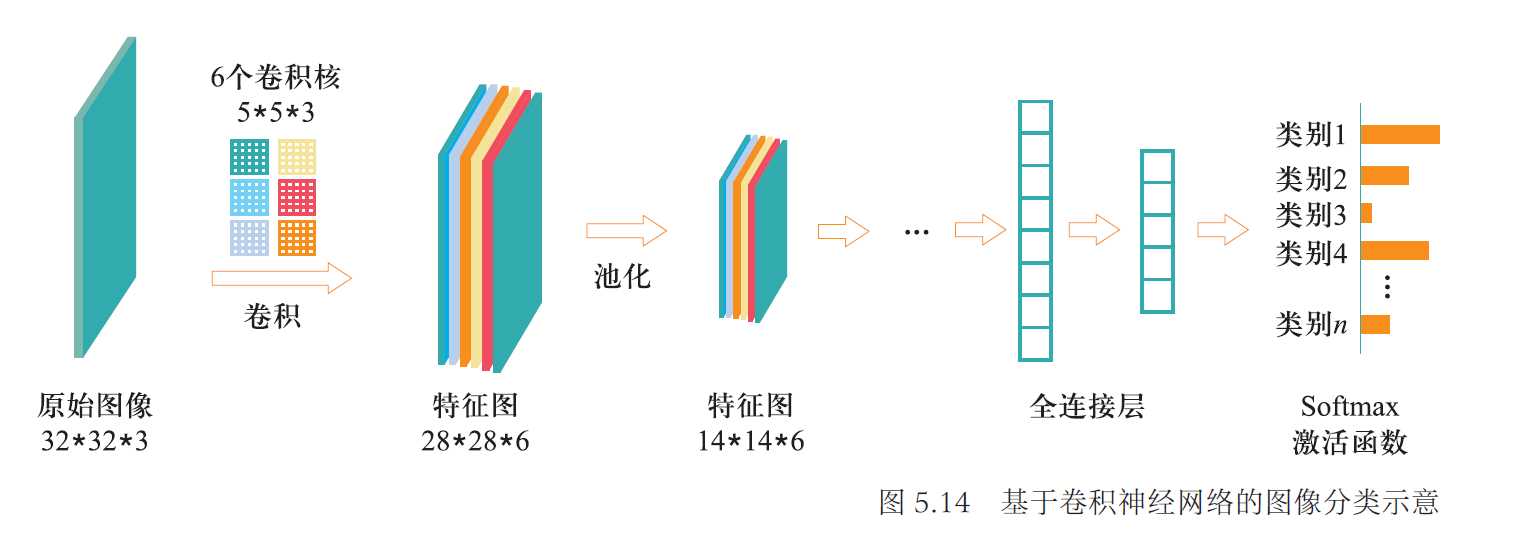 6个卷积核
5*5*3
卷积
池化
...
类别1
类别2
类别3
类别4
⋮
类别n
原始图像
32*32*3
特征图
28*28*6
特征图
14*14*6
全连接层
Softmax
激活函数
图 5.14 基于卷积神经网络的图像分类示意